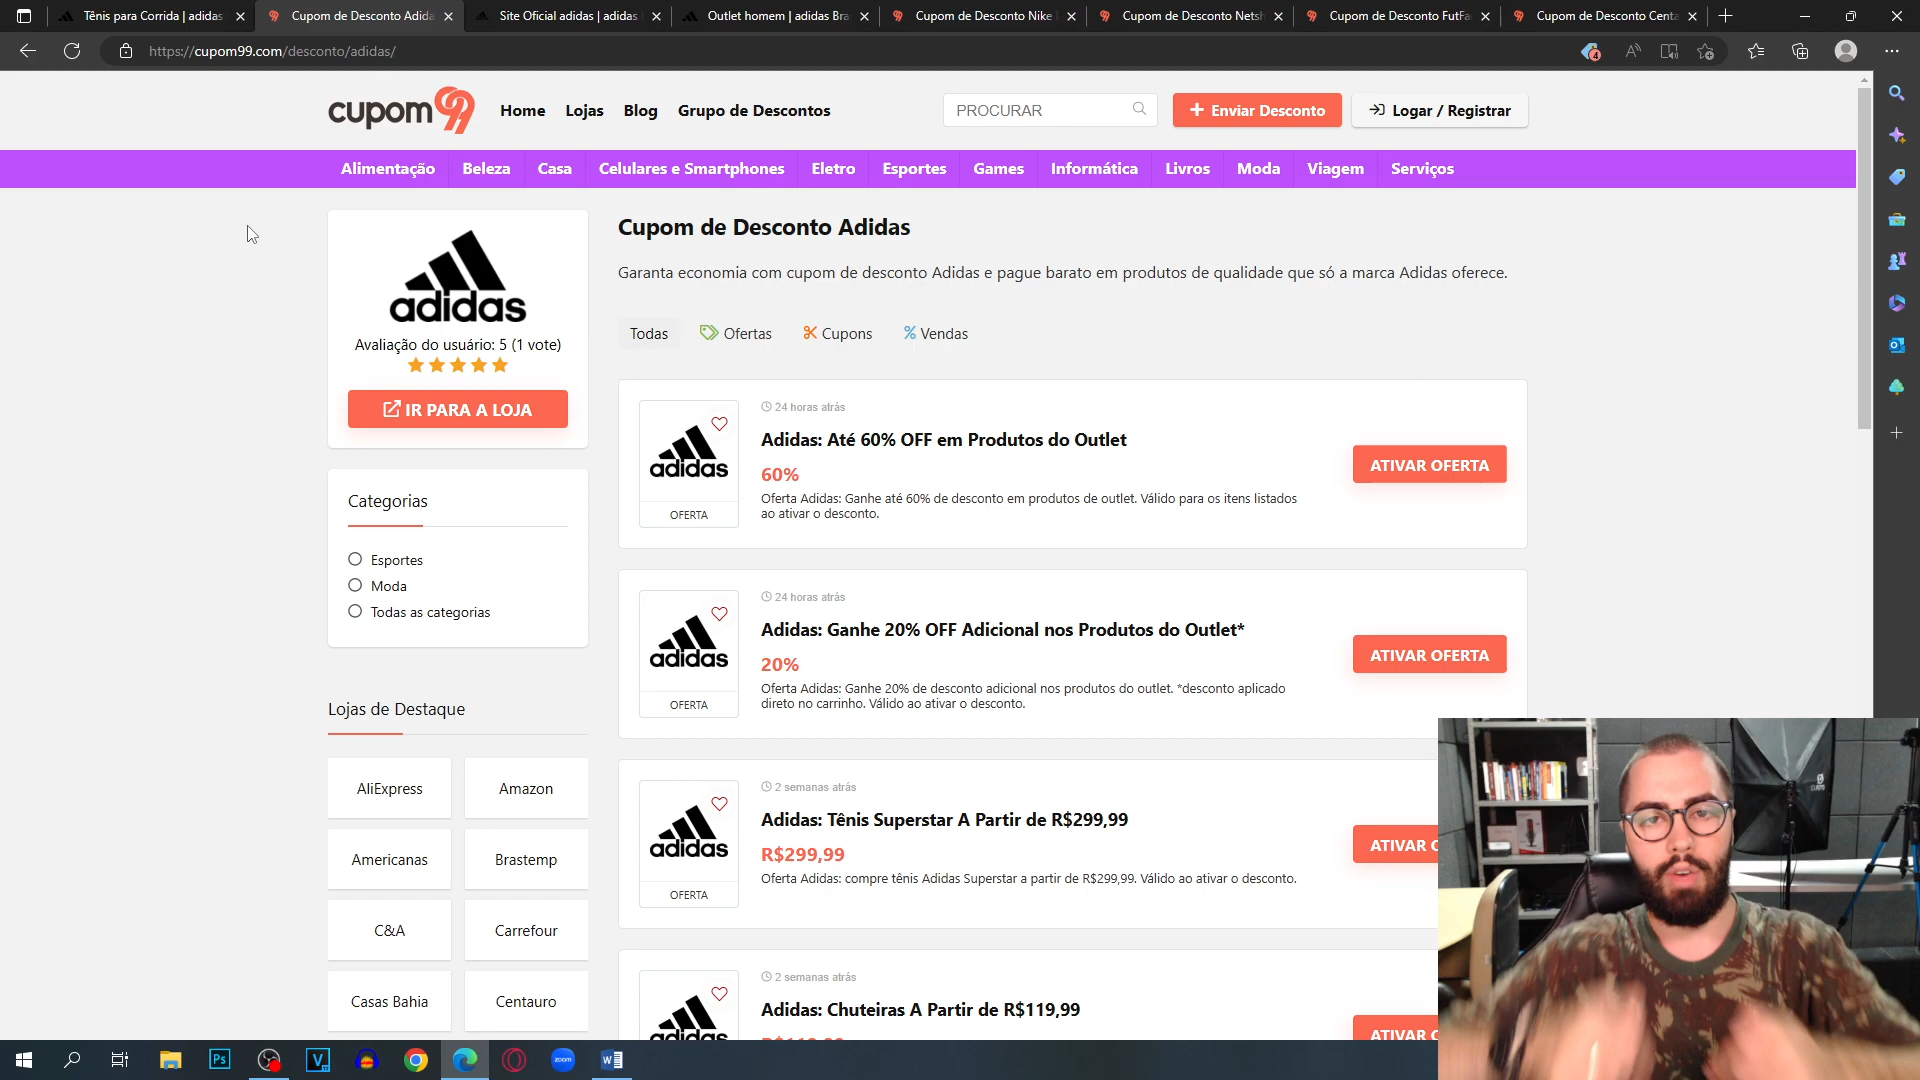 Tênis para Corrida | adidas
Cupom de Desconto Adida
Site Oficial adidas | adidas
Outlet homem | adidas Bra
Cupom de Desconto Nike
Cupom de Desconto Netsh
Cupom de Desconto FutFa
Cupom de Desconto Centa
https://cupom99.com/desconto/adidas/
4
cupom99
Home
Lojas
Blog
Grupo de Descontos
PROCURAR
Enviar Desconto
Logar / Registrar
Alimentação
Beleza
Casa
Celulares e Smartphones
Eletro
Esportes
Games
Informática
Livros
Moda
Viagem
Serviços
adidas
Avaliação do usuário: 5 (1 vote)
IR PARA A LOJA
Categorias
Esportes
Moda
Todas as categorias
Lojas de Destaque
AliExpress
Amazon
Americanas
Brastemp
C&A
Carrefour
Casas Bahia
Centauro
Cupom de Desconto Adidas
Garanta economia com cupom de desconto Adidas e pague barato em produtos de qualidade que só a marca Adidas oferece.
Todas
Ofertas
Cupons
% Vendas
adidas
OFERTA
24 horas atrás
Adidas: Até 60% OFF em Produtos do Outlet
60%
Oferta Adidas: Ganhe até 60% de desconto em produtos de outlet. Válido para os itens listados
ao ativar o desconto.
ATIVAR OFERTA
adidas
OFERTA
24 horas atrás
Adidas: Ganhe 20% OFF Adicional nos Produtos do Outlet*
20%
Oferta Adidas: Ganhe 20% de desconto adicional nos produtos do outlet. *desconto aplicado
direto no carrinho. Válido ao ativar o desconto.
ATIVAR OFERTA
adidas
OFERTA
2 semanas atrás
Adidas: Tênis Superstar A Partir de R$299,99
R$299,99
Oferta Adidas: compre tênis Adidas Superstar a partir de R$299,99. Válido ao ativar o desconto.
ATIVAR O
adidas
2 semanas atrás
Adidas: Chuteiras A Partir de R$119,99
R$119,99
ATIVAR O
Ps
V
zoom
W